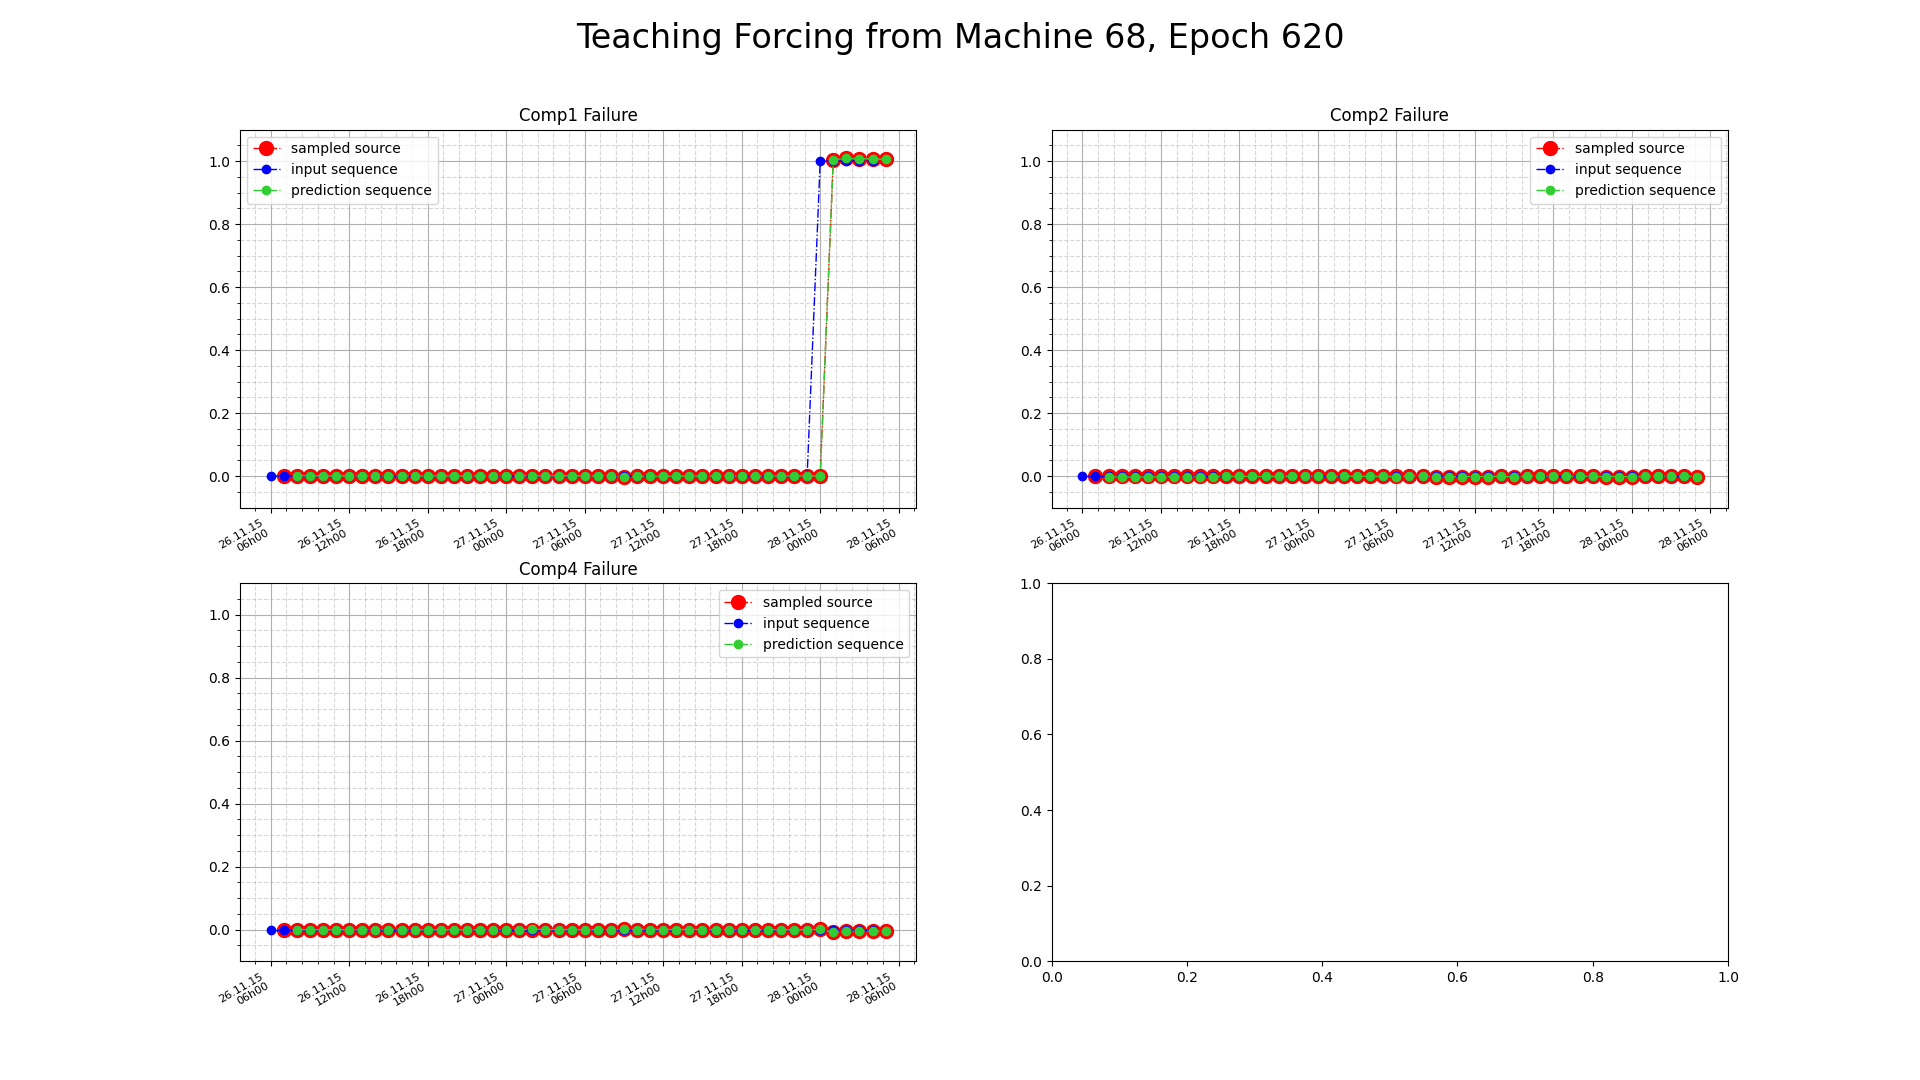 Teaching Forcing from Machine 68, Epoch 620
Comp1 Failure
sampled source
input sequence
prediction sequence
1.0
0.8
0.6
0.4
0.2
0.0
26.11.15
06h00
26.11.15
12h00
26.11.15
18h00
27.11.15
00h00
27.11.15
06h00
27.11.15
12h00
27.11.15
18h00
28.11.15
00h00
28.11.15
06h00
Comp2 Failure
sampled source
input sequence
prediction sequence
1.0
0.8
0.6
0.4
0.2
0.0
26.11.15
06h00
26.11.15
12h00
26.11.15
18h00
27.11.15
00h00
27.11.15
06h00
27.11.15
12h00
27.11.15
18h00
28.11.15
00h00
28.11.15
06h00
Comp4 Failure
sampled source
input sequence
prediction sequence
1.0
0.8
0.6
0.4
0.2
0.0
26.11.15
06h00
26.11.15
12h00
26.11.15
18h00
27.11.15
00h00
27.11.15
06h00
27.11.15
12h00
27.11.15
18h00
28.11.15
00h00
28.11.15
06h00
1.0
0.8
0.6
0.4
0.2
0.0
0.0 0.2 0.4 0.6 0.8 1.0